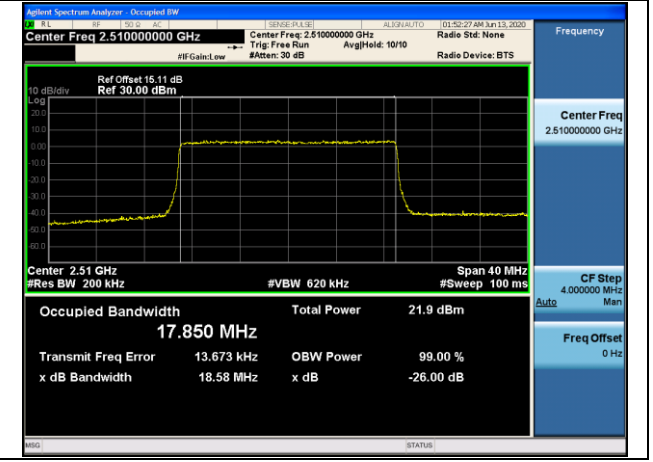 Agilent Spectrum Analyzer - Occupied BW
RL RF 50 Ω AC SENSE:PULSE ALIGNAUTO 01:52:27 AM Jun 13, 2020
Center Freq 2.510000000 GHz Center Freq: 2.510000000 GHz Radio Std: None Frequency
Trig: Free Run Avg|Hold: 10/10
#IFGain:Low #Atten: 30 dB Radio Device: BTS
Ref Offset 15.11 dB
10 dB/div Ref 30.00 dBm
Log
20.0
10.0
0.00
-10.0
-20.0
-30.0
-40.0
-50.0
-60.0
Center Freq
2.510000000 GHz
Center 2.51 GHz Span 40 MHz
#Res BW 200 kHz #VBW 620 kHz #Sweep 100 ms
CF Step
4.000000 MHz
Auto Man
Occupied Bandwidth Total Power 21.9 dBm
17.850 MHz
Transmit Freq Error 13.673 kHz OBW Power 99.00 %
x dB Bandwidth 18.58 MHz x dB -26.00 dB
Freq Offset
0 Hz
MSG STATUS